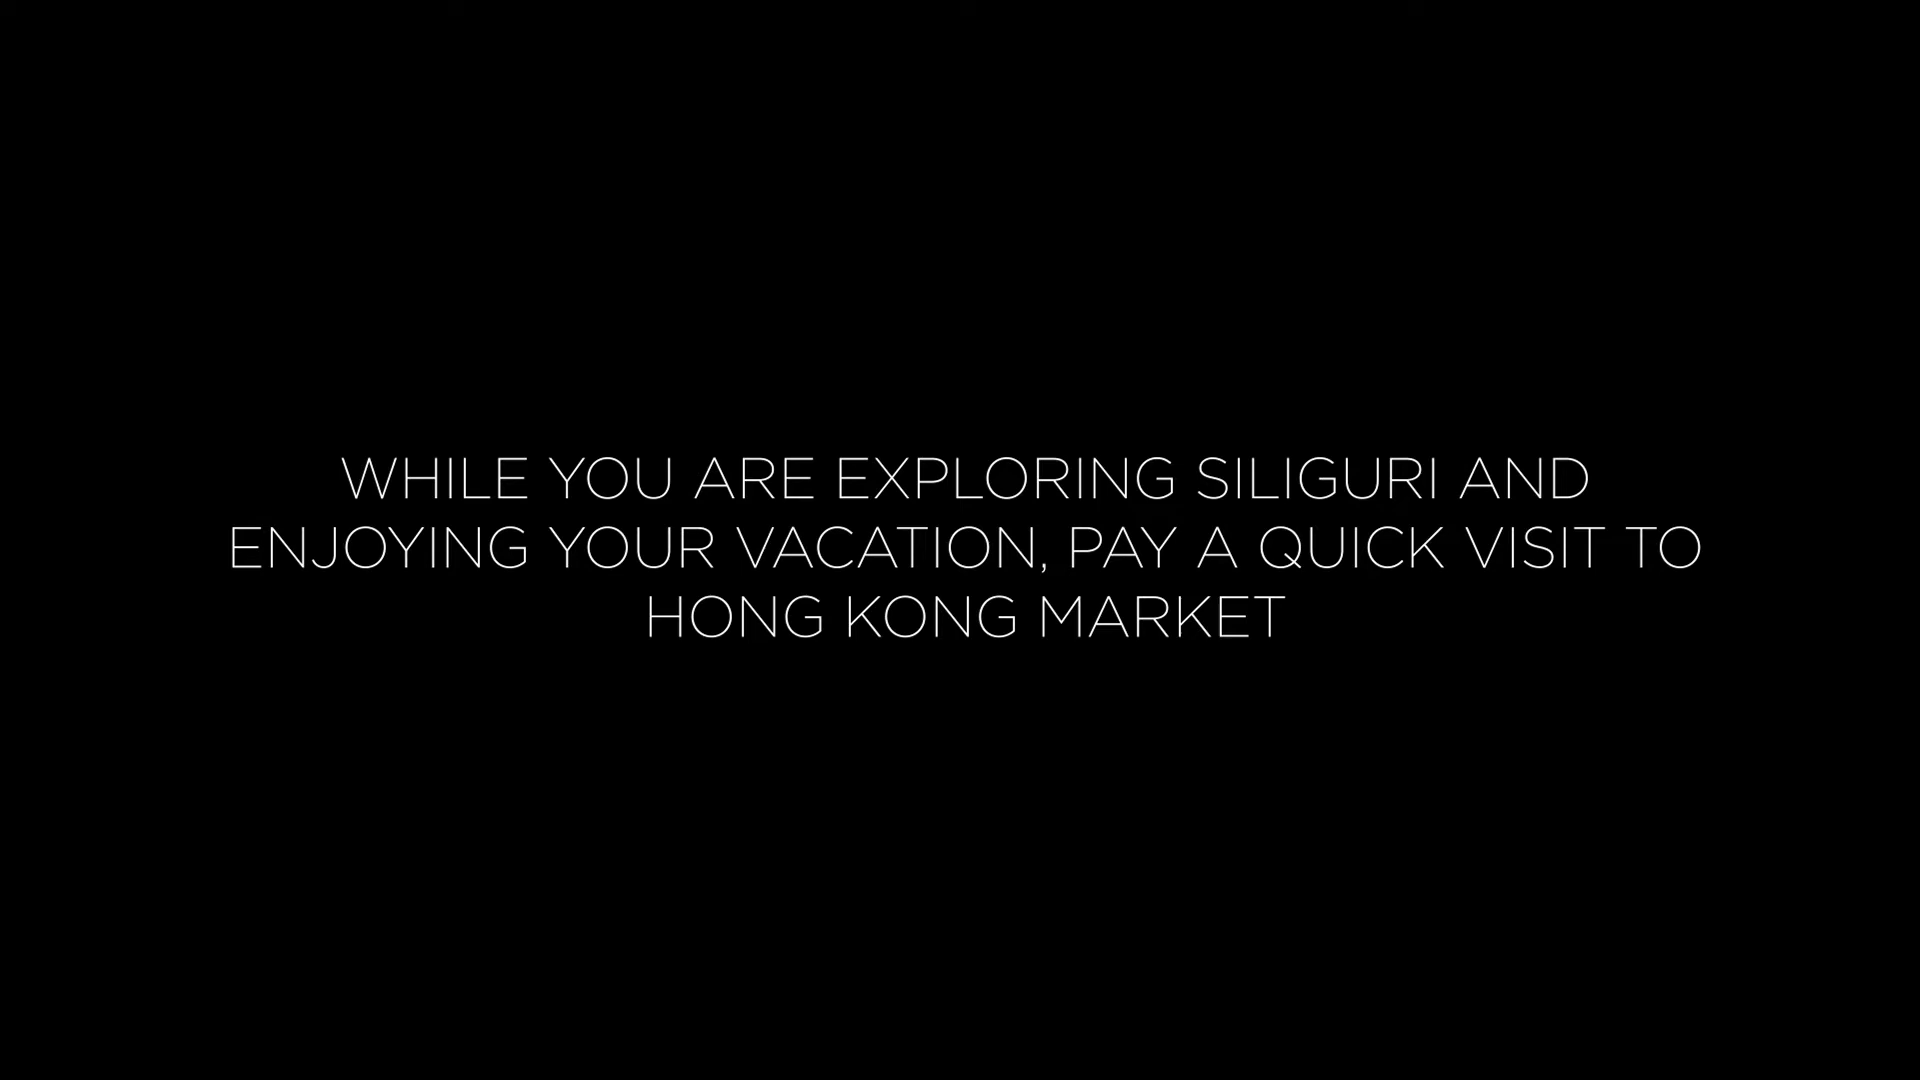 WHILE YOU ARE EXPLORING SILIGURI AND
ENJOYING YOUR VACATION, PAY A QUICK VISIT TO
HONG KONG MARKET